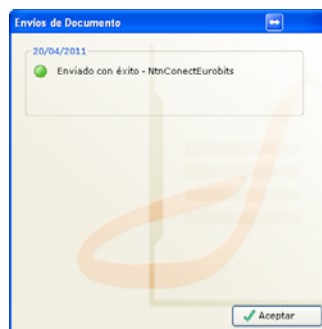 Envíos de Documento
20/04/2011
Enviado con éxito - NtnConectEurobits
Aceptar